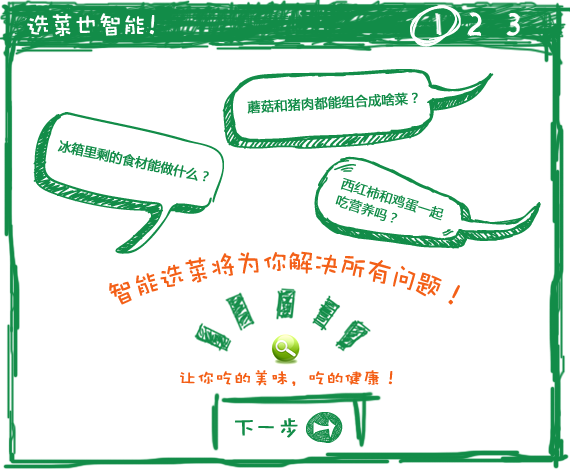 选菜也智能!
1 2 3
蘑菇和猪肉都能组合成啥菜？
冰箱里剩的食材能做什么？
西红柿和鸡蛋一起
吃营养吗？
智能选菜将为你解决所有问题！
让你吃的美味，吃的健康！
下一步